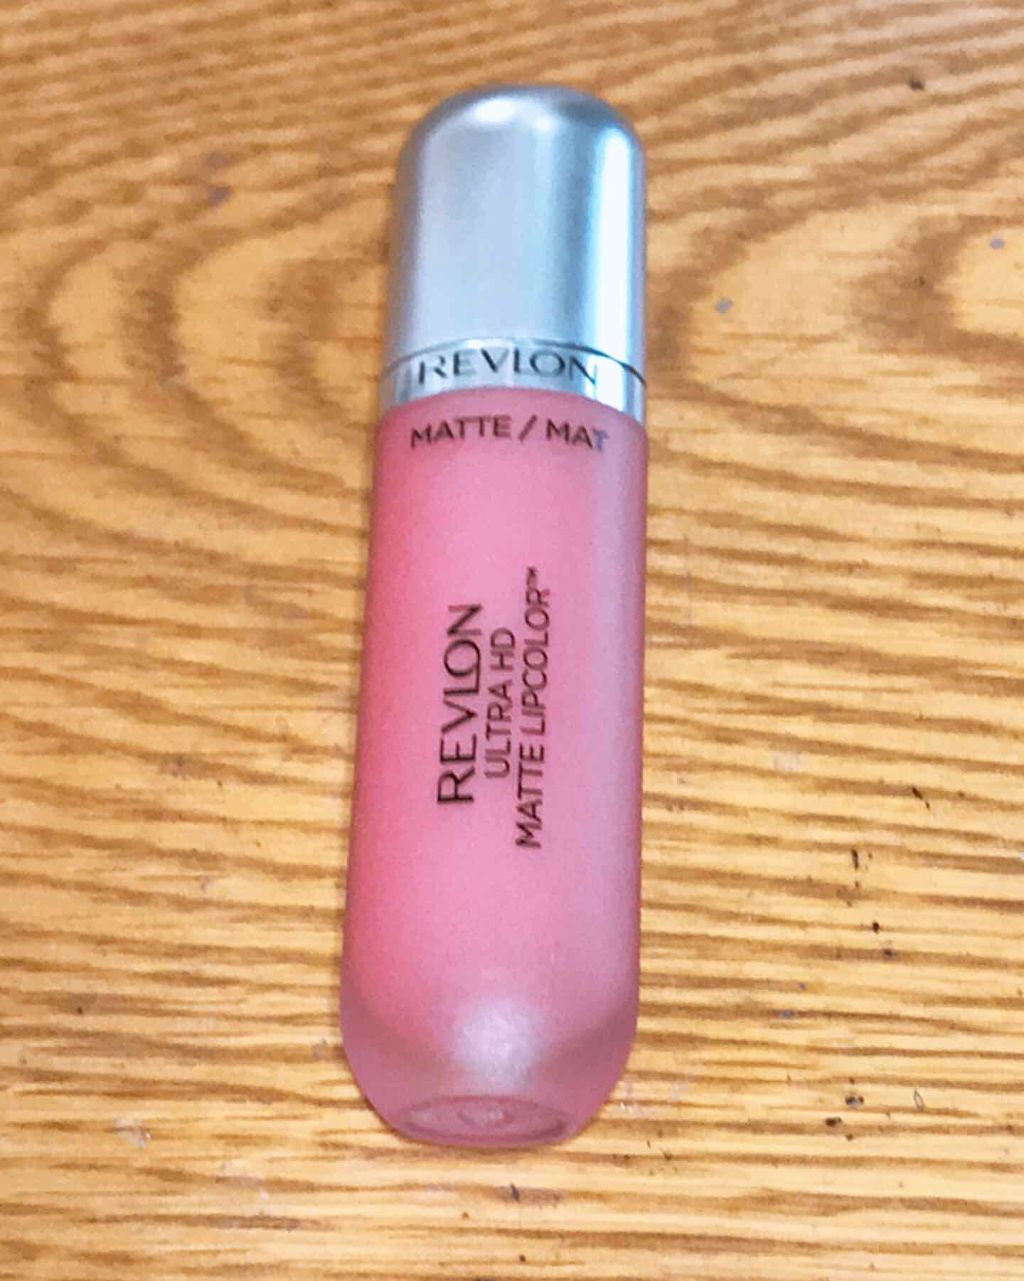 REVLON
MATTE / MAT
REVLON
ULTRA HD
MATTE LIPCOLOR™